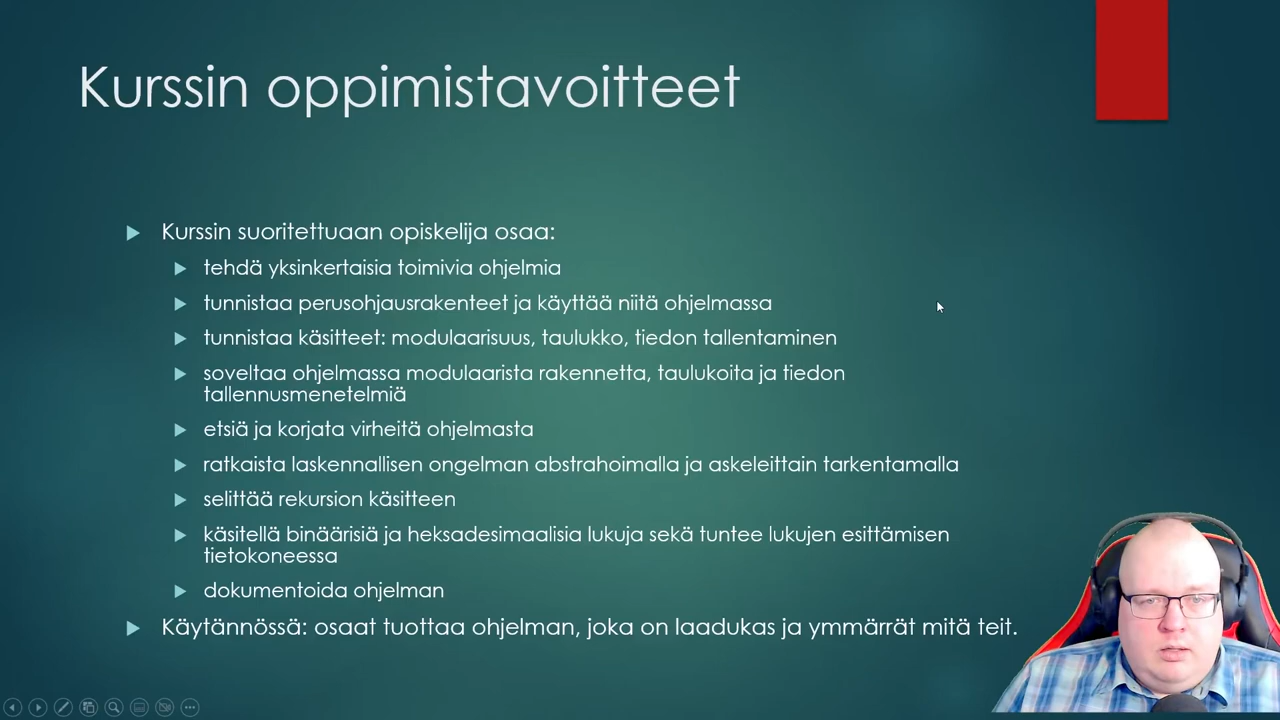 Kurssin oppimistavoitteet
Kurssin suoritettuaan opiskelija osaa:
tehdä yksinkertaisia toimivia ohjelmia
tunnistaa perusohjausrakenteet ja käyttää niitä ohjelmassa
tunnistaa käsitteet: modulaarisuus, taulukko, tiedon tallentaminen
soveltaa ohjelmassa modulaarista rakennetta, taulukoita ja tiedon
tallennusmenetelmiä
etsiä ja korjata virheitä ohjelmasta
ratkaista laskennallisen ongelman abstrahoimalla ja askeleittain tarkentamalla
selittää rekursion käsitteen
käsitellä binäärisiä ja heksadesimaalisia lukuja sekä tuntee lukujen esittämisen
tietokoneessa
dokumentoida ohjelman
Käytännössä: osaat tuottaa ohjelman, joka on laadukas ja ymmärrät mitä teit.